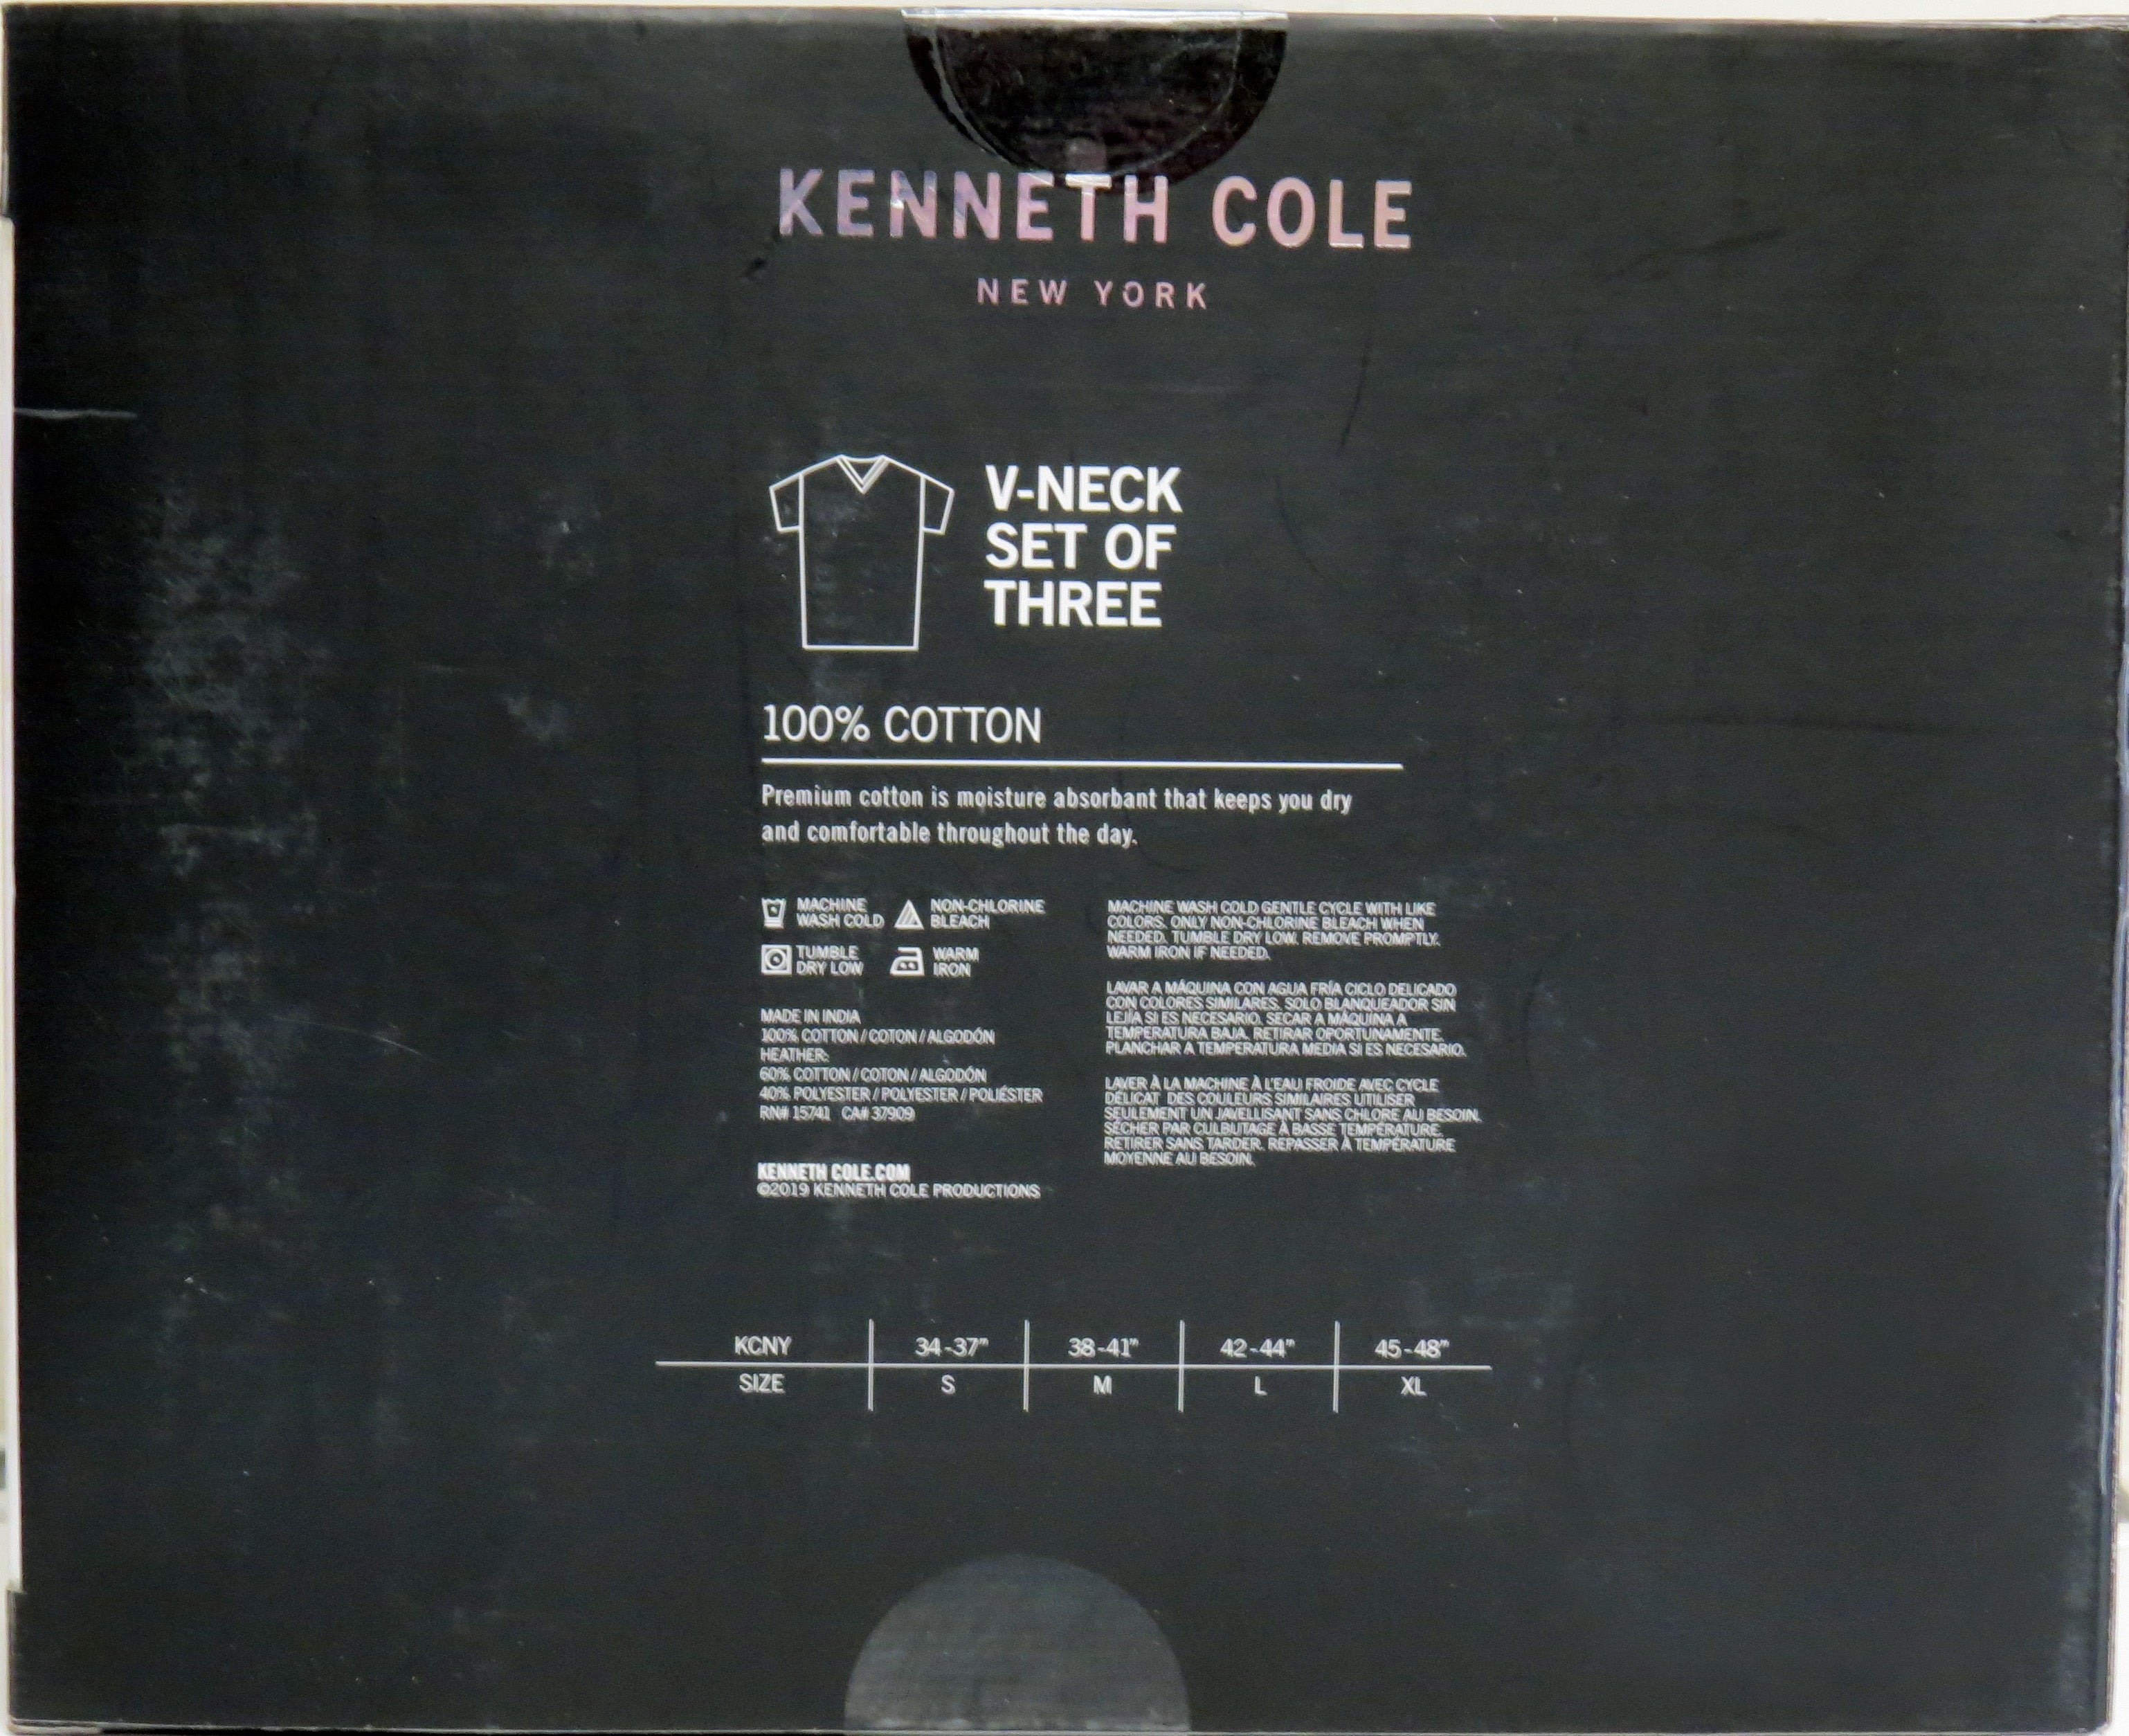 KENNETH COLE
NEW YORK
V-NECK
SET OF
THREE
100% COTTON
Premium cotton is moisture absorbant that keeps you dry
and comfortable throughout the day.
MACHINE
WASH COLD
NON-CHLORINE
BLEACH
TUMBLE
DRY LOW
WARM
IRON
MADE IN INDIA
100% COTTON / COTON / ALGODÓN
HEATHER:
60% COTTON / COTON / ALGODÓN
40% POLYESTER / POLYESTER / POLIÉSTER
RN# 15741 CA# 37909
KENNETH COLE.COM
©2019 KENNETH COLE PRODUCTIONS
MACHINE WASH COLD GENTLE CYCLE WITH LIKE
COLORS. ONLY NON-CHLORINE BLEACH WHEN
NEEDED. TUMBLE DRY LOW. REMOVE PROMPTLY.
WARM IRON IF NEEDED.
LAVAR A MÁQUINA CON AGUA FRÍA CICLO DELICADO
CON COLORES SIMILARES. SOLO BLANQUEADOR SIN
LEJÍA SI ES NECESARIO. SECAR A MÁQUINA A
TEMPERATURA BAJA. RETIRAR OPORTUNAMENTE.
PLANCHAR A TEMPERATURA MEDIA SI ES NECESARIO.
LAVER À LA MACHINE À L'EAU FROIDE AVEC CYCLE
DÉLICAT DES COULEURS SIMILAIRES UTILISER
SEULEMENT UN JAVELLISANT SANS CHLORE AU BESOIN.
SÉCHER PAR CULBUTAGE À BASSE TEMPÉRATURE.
RETIRER SANS TARDER. REPASSER À TEMPÉRATURE
MOYENNE AU BESOIN.
KCNY 34-37" 38-41" 42-44" 45-48"
SIZE S M L XL